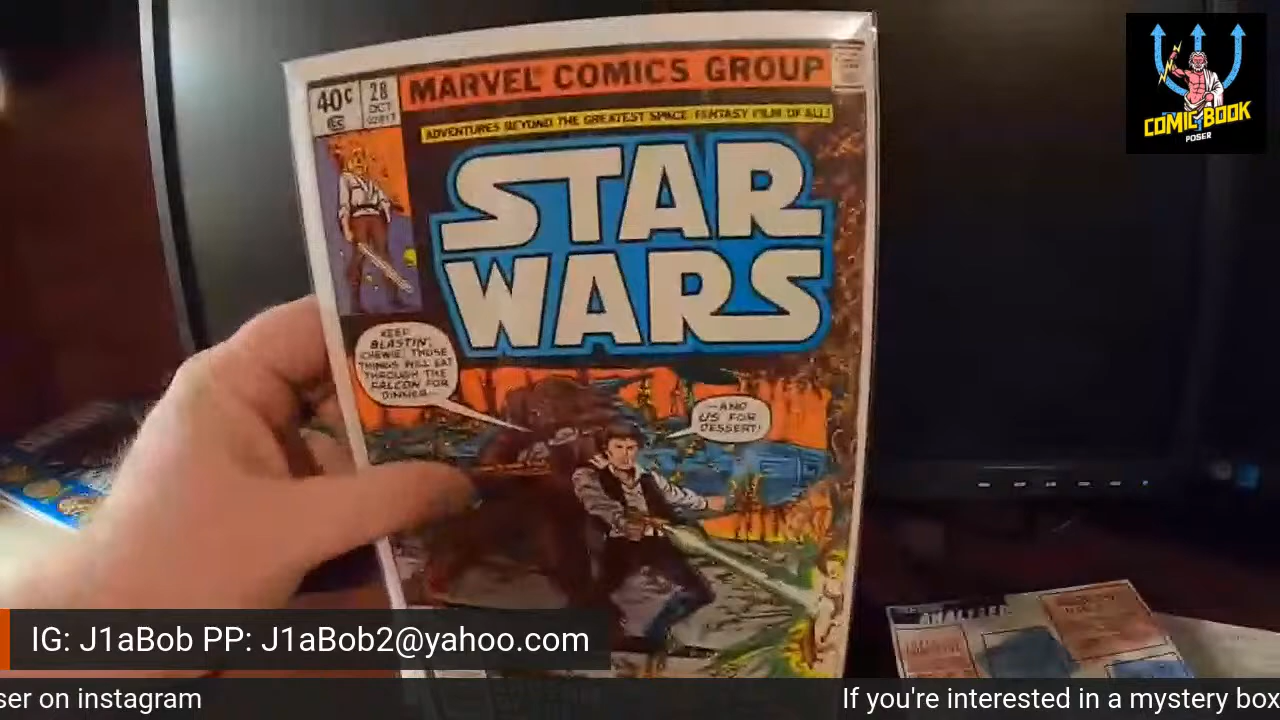 MARVEL COMICS GROUP
40¢
28
OCT
02817
ADVENTURES BEYOND THE GREATEST SPACE FANTASY FILM OF ALL!
STAR
WARS
KEEP
BLASTIN',
CHEWIE; THOSE
THINGS WILL EAT
THROUGH THE
FALCON FOR
DINNER—
—AND
US FOR
DESSERT!
COMIC BOOK
POSER
IG: J1aBob PP: J1aBob2@yahoo.com
ser on instagram
If you're interested in a mystery box